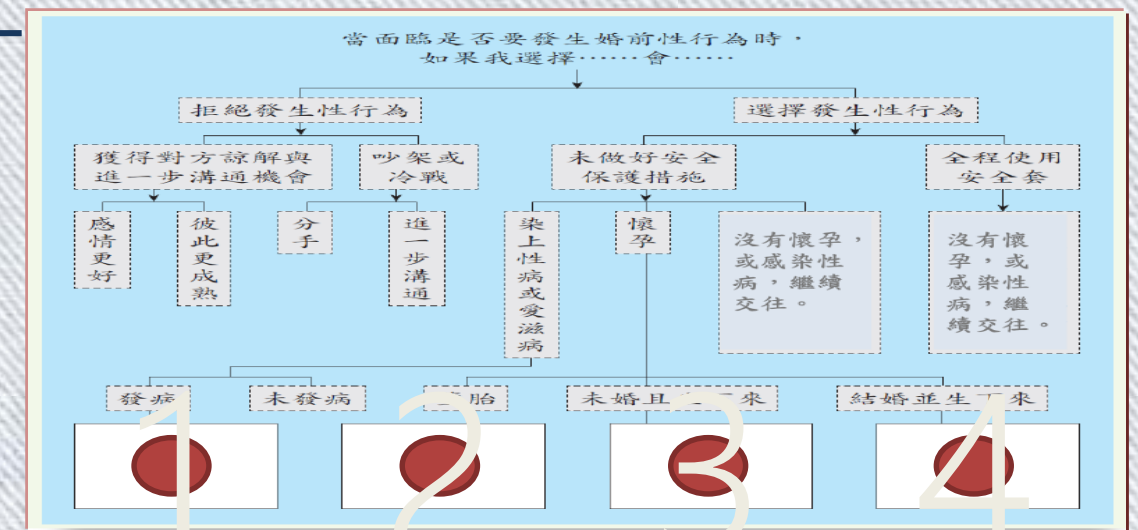 當面臨是否要發生婚前性行為時，
如果我選擇⋯⋯會⋯⋯
拒絕發生性行為
選擇發生性行為
獲得對方諒解與
進一步溝通機會
吵架或
冷戰
未做好安全
保護措施
全程使用
安全套
感情更好
彼此更成熟
分手
進一步溝通
染上性病或愛滋病
懷孕
沒有懷孕，
或感染性
病，繼續
交往。
沒有懷
孕，或
感染性
病，繼
續交往。
發病
未發病
胎
未婚且下來
結婚並生下來
1
2
3
4